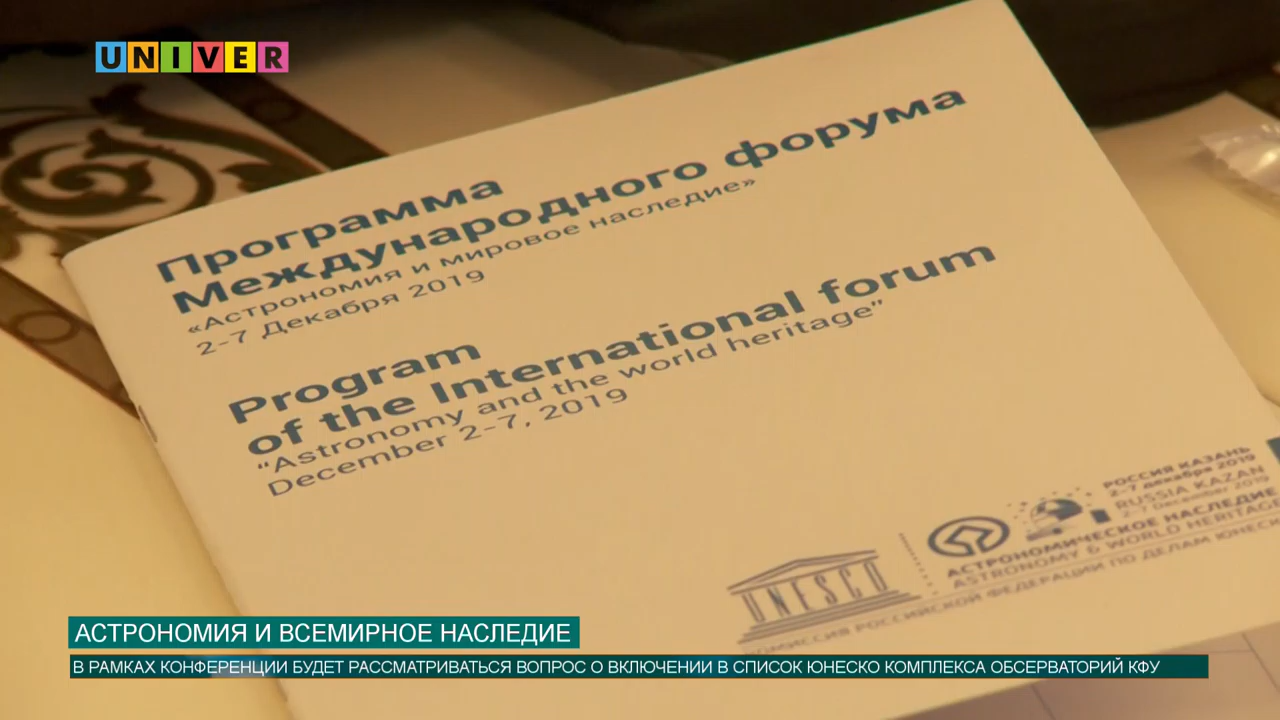 UNIVER
Программа
Международного форума
«Астрономия и мировое наследие»
2-7 Декабря 2019
Program
of the International forum
“Astronomy and the world heritage”
December 2-7, 2019
РОССИЯ КАЗАНЬ
2-7 декабря 2019
RUSSIA KAZAN
2-7 December 2019
АСТРОНОМИЧЕСКОЕ НАСЛЕДИЕ
ASTRONOMY & WORLD HERITAGE
UNESCO
РОССИЙСКОЙ ФЕДЕРАЦИИ ПО ДЕЛАМ
АСТРОНОМИЯ И ВСЕМИРНОЕ НАСЛЕДИЕ
В РАМКАХ КОНФЕРЕНЦИИ БУДЕТ РАССМАТРИВАТЬСЯ ВОПРОС О ВКЛЮЧЕНИИ В СПИСОК ЮНЕСКО КОМПЛЕКСА ОБСЕРВАТОРИЙ КФУ